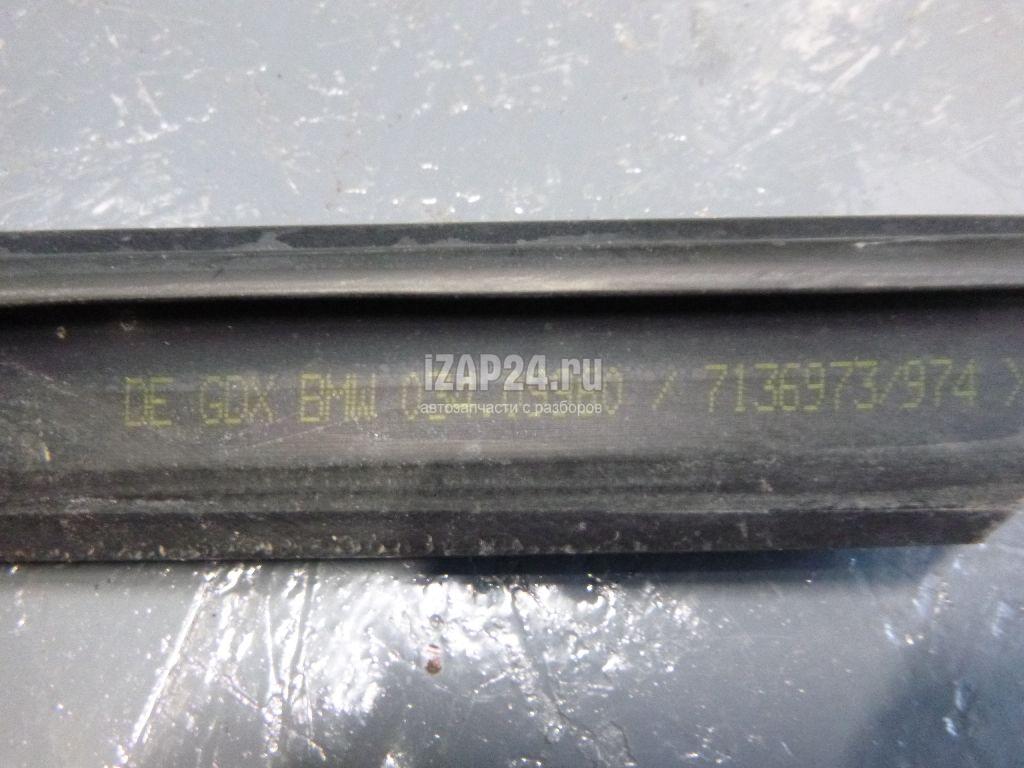 iZAP24.ru
автозапчасти с разборов
DE GDX BMW / 7136973/974 >